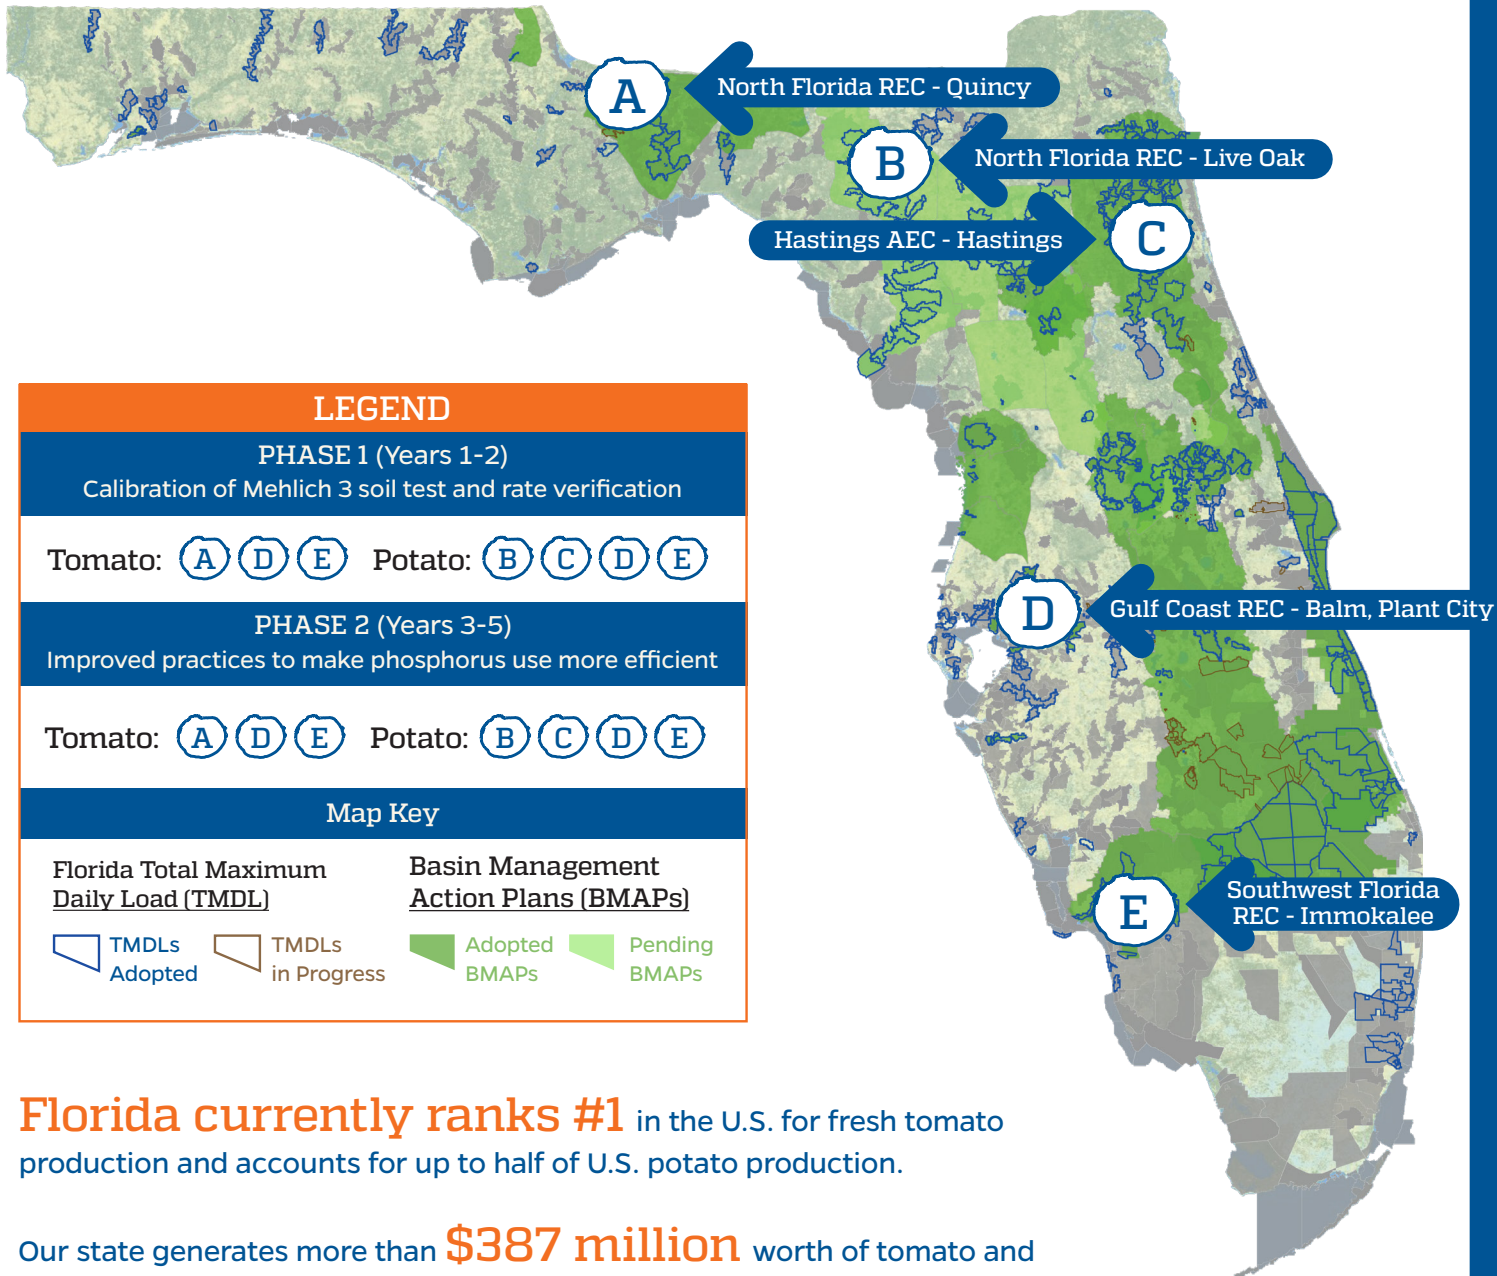 A
North Florida REC - Quincy
B
North Florida REC - Live Oak
Hastings AEC - Hastings
C
LEGEND
PHASE 1 (Years 1-2)
Calibration of Mehlich 3 soil test and rate verification
Tomato: A D E Potato: B C D E
PHASE 2 (Years 3-5)
Improved practices to make phosphorus use more efficient
Tomato: A D E Potato: B C D E
Map Key
Florida Total Maximum
Daily Load (TMDL)
TMDLs
Adopted
TMDLs
in Progress
Basin Management
Action Plans (BMAPs)
Adopted
BMAPs
Pending
BMAPs
D
Gulf Coast REC - Balm, Plant City
E
Southwest Florida
REC - Immokalee
Florida currently ranks #1 in the U.S. for fresh tomato
production and accounts for up to half of U.S. potato production.
Our state generates more than $387 million worth of tomato and